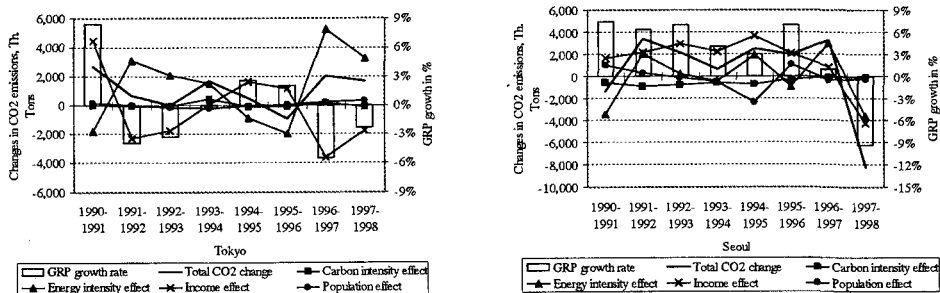 Changes in CO2 emissions, Th. Tons
6,000
4,000
2,000
0
-2,000
-4,000
-6,000
9%
6%
3%
0%
-3%
-6%
-9%
GRP growth in %
1990-1991
1991-1992
1992-1993
1993-1994
1994-1995
1995-1996
1996-1997
1997-1998
Tokyo
GRP growth rate
Total CO2 change
Carbon intensity effect
Energy intensity effect
Income effect
Population effect
Changes in CO2 emissions, Th. Tons
6,000
4,000
2,000
0
-2,000
-4,000
-6,000
-8,000
-10,000
9%
6%
3%
0%
-3%
-6%
-9%
-12%
-15%
GRP growth in %
1990-1991
1991-1992
1992-1993
1993-1994
1994-1995
1995-1996
1996-1997
1997-1998
Seoul
GRP growth rate
Total CO2 change
Carbon intensity effect
Energy intensity effect
Income effect
Population effect